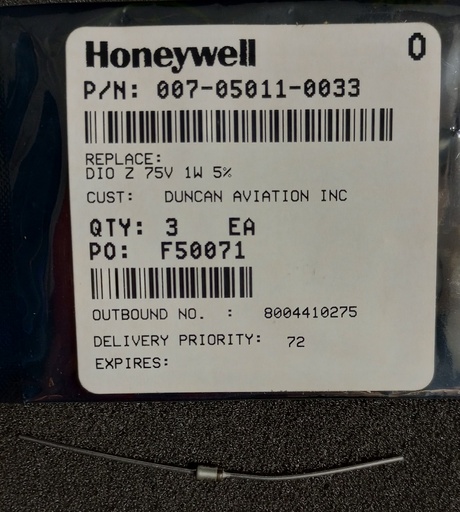 Honeywell 0
P/N: 007-05011-0033
REPLACE:
DIO Z 75V 1W 5%
CUST: DUNCAN AVIATION INC
QTY: 3 EA
PO: F50071
OUTBOUND NO. : 8004410275
DELIVERY PRIORITY: 72
EXPIRES: